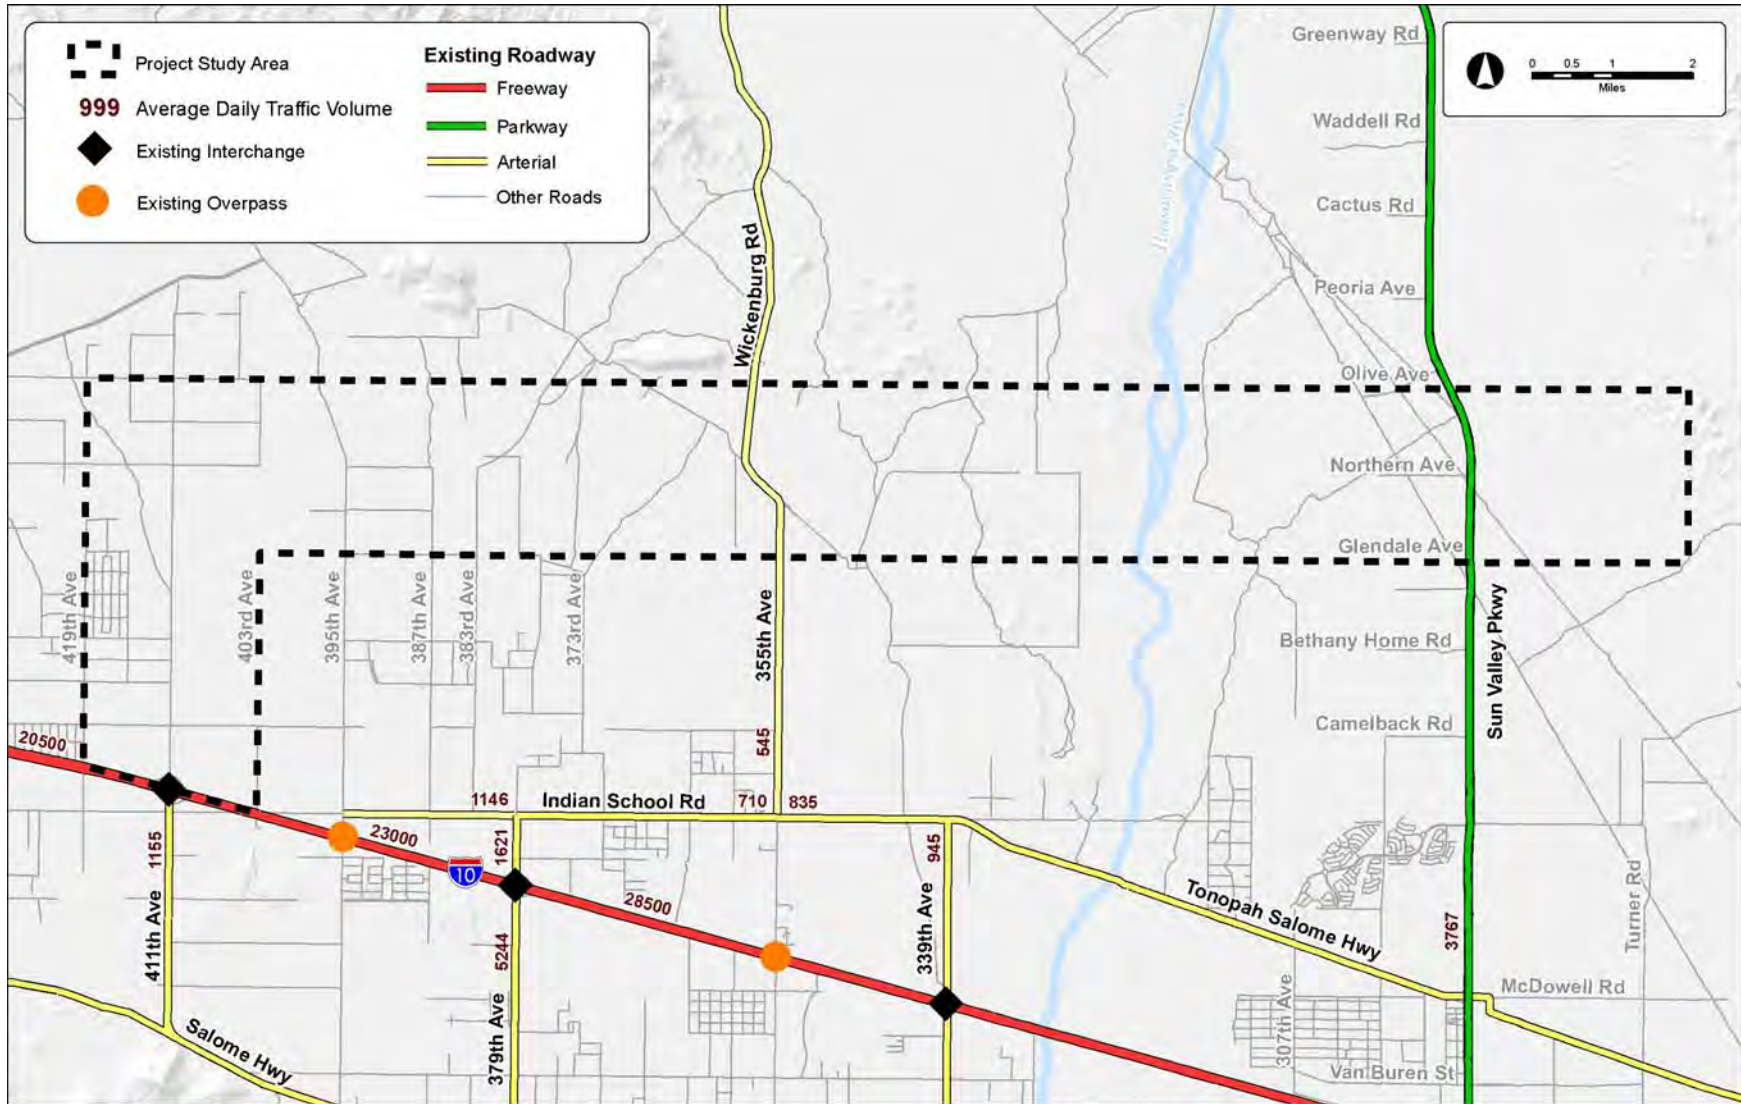 Project Study Area
999 Average Daily Traffic Volume
Existing Interchange
Existing Overpass
Existing Roadway
Freeway
Parkway
Arterial
Other Roads
0 0.5 1 2
Miles
Greenway Rd
Waddell Rd
Cactus Rd
Peoria Ave
Olive Ave
Northern Ave
Glendale Ave
Bethany Home Rd
Camelback Rd
Sun Valley Pkwy
Wickenburg Rd
419th Ave
403rd Ave
395th Ave
387th Ave
383rd Ave
373rd Ave
355th Ave
545
20500
1146
Indian School Rd
710
835
1155
23000
10
1621
28500
945
5244
411th Ave
379th Ave
339th Ave
Salome Hwy
Tonopah Salome Hwy
3767
Turner Rd
McDowell Rd
307th Ave
Van Buren St